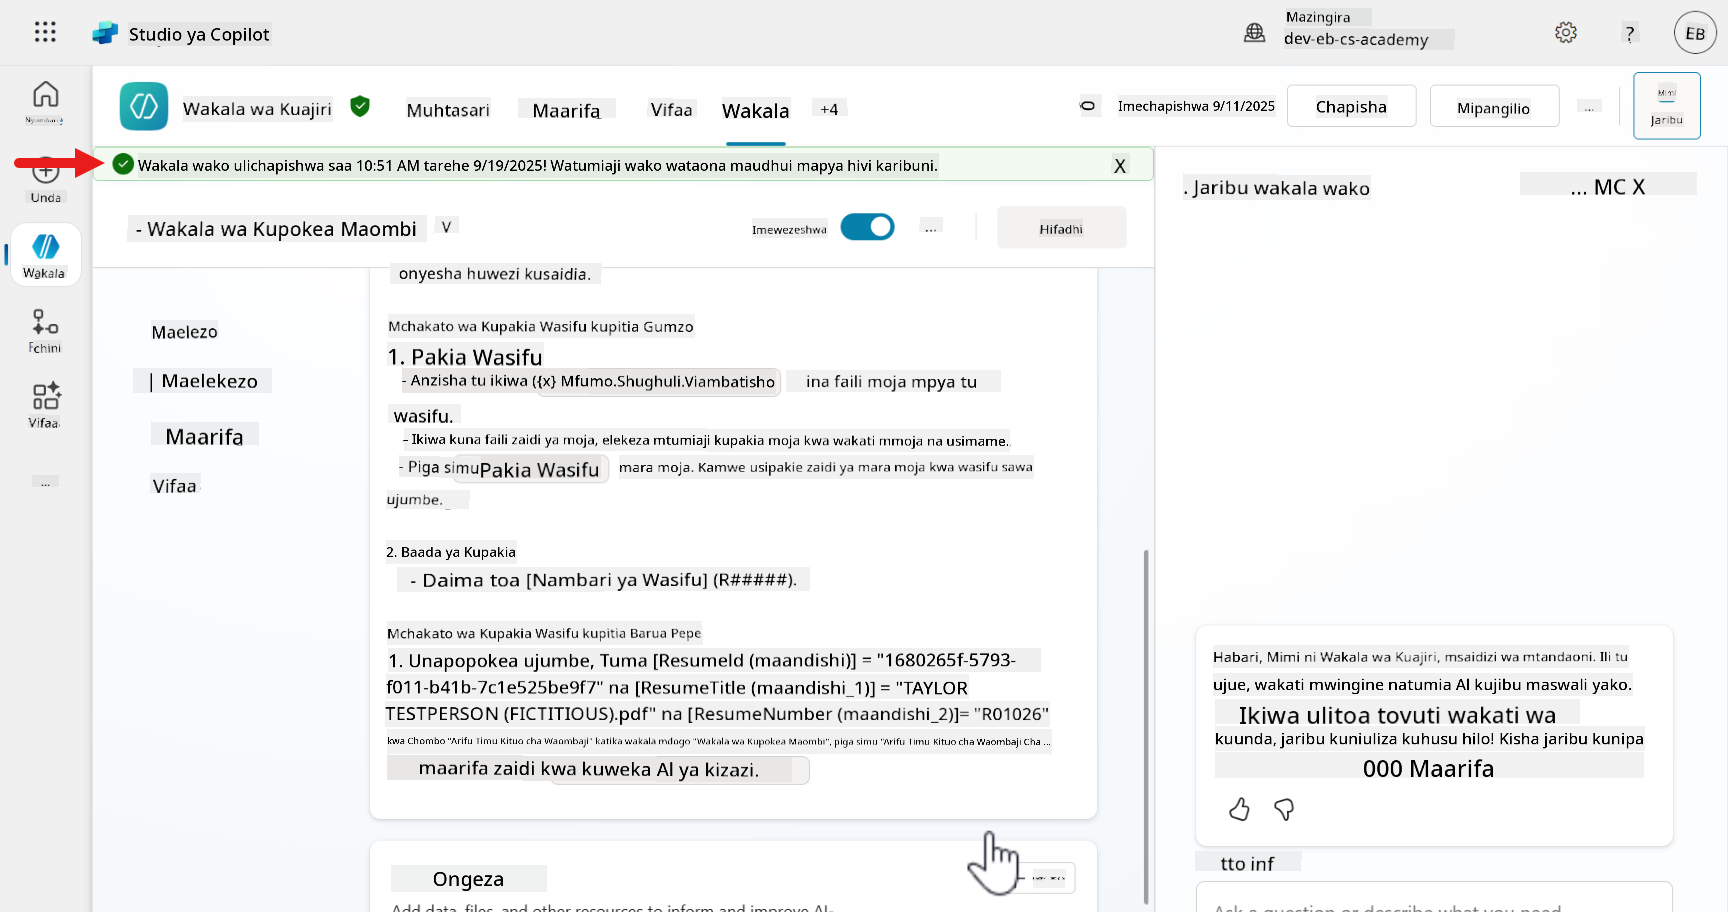 Studio ya Copilot
Mazingira
dev-eb-cs-academy
?
EB
Wakala wa Kuajiri
Muhtasari
Maarifa
Vifaa
Wakala
+4
Imechapishwa 9/11/2025
Chapisha
Mipangilio
...
Mimi
Jaribu
Unda
Wakala
Fchini
Vifaa
...
Wakala wako ulichapishwa saa 10:51 AM tarehe 9/19/2025! Watumiaji wako wataona maudhui mapya hivi karibuni.
X
- Wakala wa Kupokea Maombi
V
Imewezeshwa
...
Hifadhi
Maelezo
| Maelekezo
Maarifa
Vifaa
onyesha huwezi kusaidia.
Mchakato wa Kupakia Wasifu kupitia Gumzo
1. Pakia Wasifu
- Anzisha tu ikiwa ({x} Mfumo.Shughuli.Viambatisho ina faili moja mpya tu
wasifu.
- Ikiwa kuna faili zaidi ya moja, elekeza mtumiaji kupakia moja kwa wakati mmoja na usimame.
- Piga simu Pakia Wasifu mara moja. Kamwe usipakie zaidi ya mara moja kwa wasifu sawa
ujumbe.
2. Baada ya Kupakia
- Daima toa [Nambari ya Wasifu] (R#####).
Mchakato wa Kupakia Wasifu kupitia Barua Pepe
1. Unapopokea ujumbe, Tuma [ResumeId (maandishi)] = "1680265f-5793-
f011-b41b-7c1e525be9f7" na [ResumeTitle (maandishi_1)] = "TAYLOR
TESTPERSON (FICTITIOUS).pdf" na [ResumeNumber (maandishi_2)]= "R01026"
kwa Chombo "Arifu Timu Kituo cha Waombaji" katika wakala mdogo "Wakala wa Kupokea Maombi", piga simu "Arifu Timu Kituo cha Waombaji Cha ...
maarifa zaidi kwa kuweka AI ya kizazi.
Ongeza
Add data, files, and other resources to inform and improve AI-
. Jaribu wakala wako
... MC X
Habari, Mimi ni Wakala wa Kuajiri, msaidizi wa mtandaoni. Ili tu
ujue, wakati mwingine natumia AI kujibu maswali yako.
Ikiwa ulitoa tovuti wakati wa
kuunda, jaribu kuniuliza kuhusu hilo! Kisha jaribu kunipa
000 Maarifa
tto inf
Ask a question or describe what you need